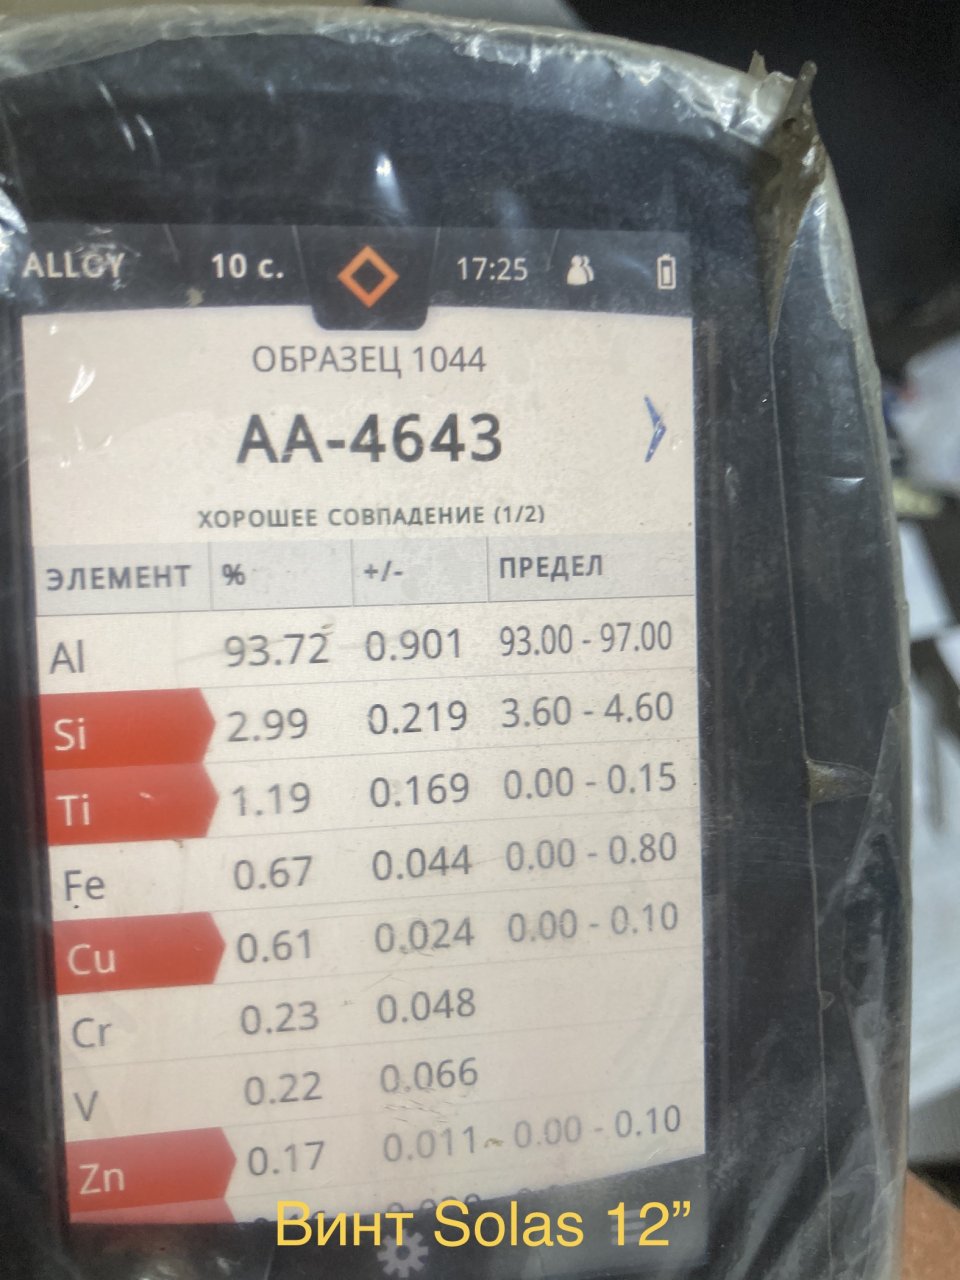 ALLOY 10 с. 17:25
ОБРАЗЕЦ 1044
AA-4643
ХОРОШЕЕ СОВПАДЕНИЕ (1/2)
ЭЛЕМЕНТ % +/- ПРЕДЕЛ
Al 93.72 0.901 93.00 - 97.00
Si 2.99 0.219 3.60 - 4.60
Ti 1.19 0.169 0.00 - 0.15
Fe 0.67 0.044 0.00 - 0.80
Cu 0.61 0.024 0.00 - 0.10
Cr 0.23 0.048
V 0.22 0.066
Zn 0.17 0.011 0.00 - 0.10
Винт Solas 12”